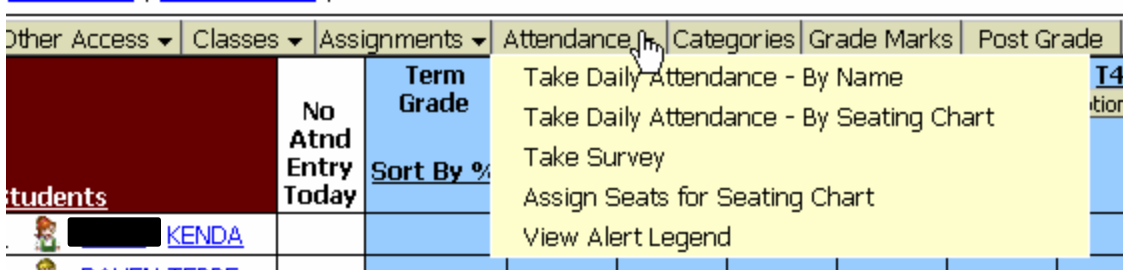 Other Access Classes Assignments Attendance Categories Grade Marks Post Grade
Term Grade
No Atnd Entry Today
Sort By %
Students
Take Daily Attendance - By Name
Take Daily Attendance - By Seating Chart
Take Survey
Assign Seats for Seating Chart
View Alert Legend
T4
KENDA